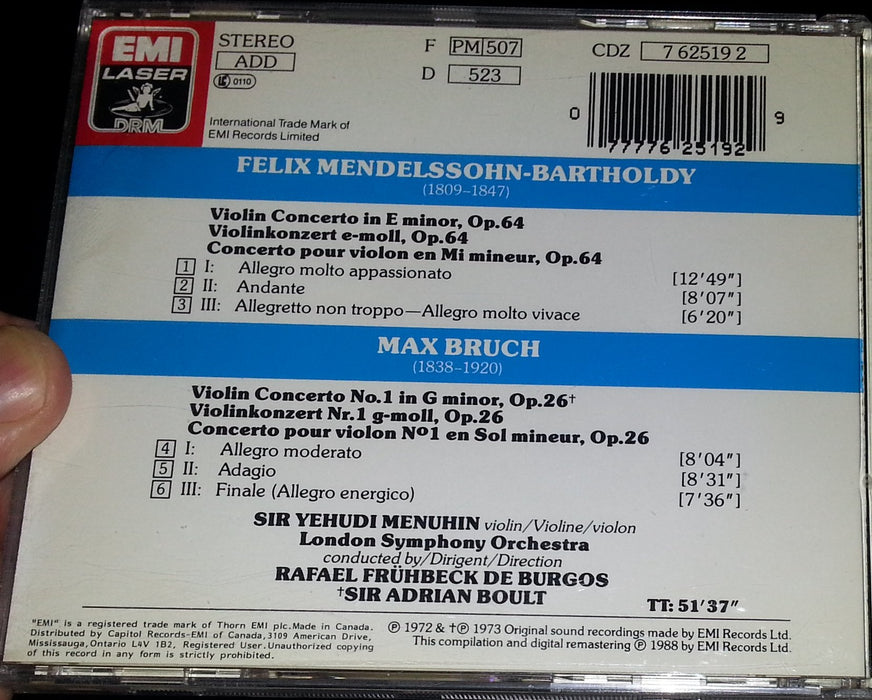 EMI
LASER
DRM
STEREO
ADD
LC 0110
International Trade Mark of
EMI Records Limited
F PM 507
D 523
CDZ 7 62519 2
0 77776 25192 9
FELIX MENDELSSOHN-BARTHOLDY
(1809-1847)
Violin Concerto in E minor, Op.64
Violinkonzert e-moll, Op.64
Concerto pour violon en Mi mineur, Op.64
1 I: Allegro molto appassionato [12'49"]
2 II: Andante [8'07"]
3 III: Allegretto non troppo—Allegro molto vivace [6'20"]
MAX BRUCH
(1838-1920)
Violin Concerto No.1 in G minor, Op.26†
Violinkonzert Nr.1 g-moll, Op.26
Concerto pour violon Nº1 en Sol mineur, Op.26
4 I: Allegro moderato [8'04"]
5 II: Adagio [8'31"]
6 III: Finale (Allegro energico) [7'36"]
SIR YEHUDI MENUHIN violin/Violine/violon
London Symphony Orchestra
conducted by/Dirigent/Direction
RAFAEL FRÜHBECK DE BURGOS
†SIR ADRIAN BOULT
TT: 51'37"
"EMI" is a registered trade mark of Thorn EMI plc.Made in Canada.
Distributed by Capitol Records-EMI of Canada,3109 American Drive,
Mississauga,Ontario L4V 1B2, Registered User.Unauthorized copying
of this record in any form is strictly prohibited.
℗ 1972 & †℗ 1973 Original sound recordings made by EMI Records Ltd.
This compilation and digital remastering ℗ 1988 by EMI Records Ltd.